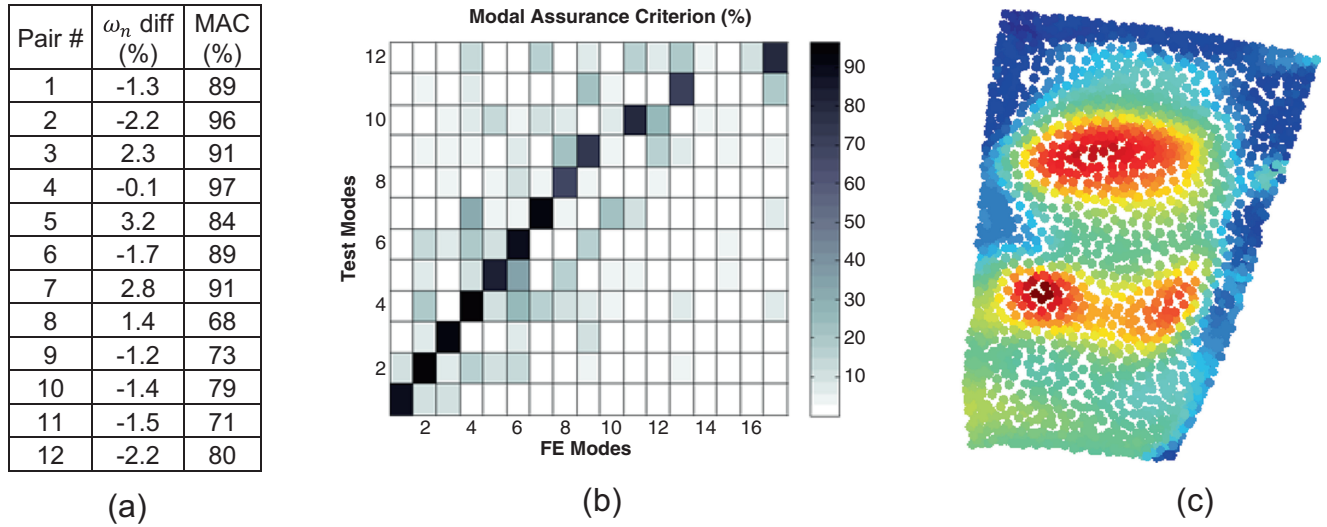 Pair # ωₙ diff (%) MAC (%)
1 -1.3 89
2 -2.2 96
3 2.3 91
4 -0.1 97
5 3.2 84
6 -1.7 89
7 2.8 91
8 1.4 68
9 -1.2 73
10 -1.4 79
11 -1.5 71
12 -2.2 80
(a)
Modal Assurance Criterion (%)
Test Modes
12
10
8
6
4
2
2 4 6 8 10 12 14 16
FE Modes
90
80
70
60
50
40
30
20
10
(b)
(c)